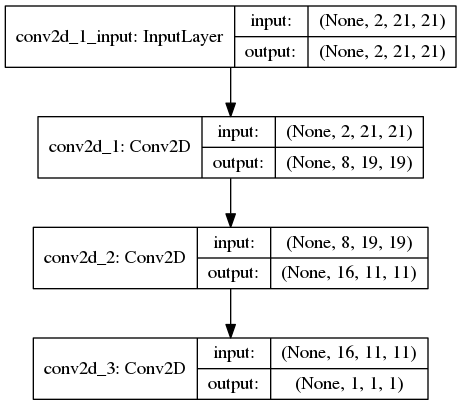 conv2d_1_input: InputLayer
input: (None, 2, 21, 21)
output: (None, 2, 21, 21)
conv2d_1: Conv2D
input: (None, 2, 21, 21)
output: (None, 8, 19, 19)
conv2d_2: Conv2D
input: (None, 8, 19, 19)
output: (None, 16, 11, 11)
conv2d_3: Conv2D
input: (None, 16, 11, 11)
output: (None, 1, 1, 1)